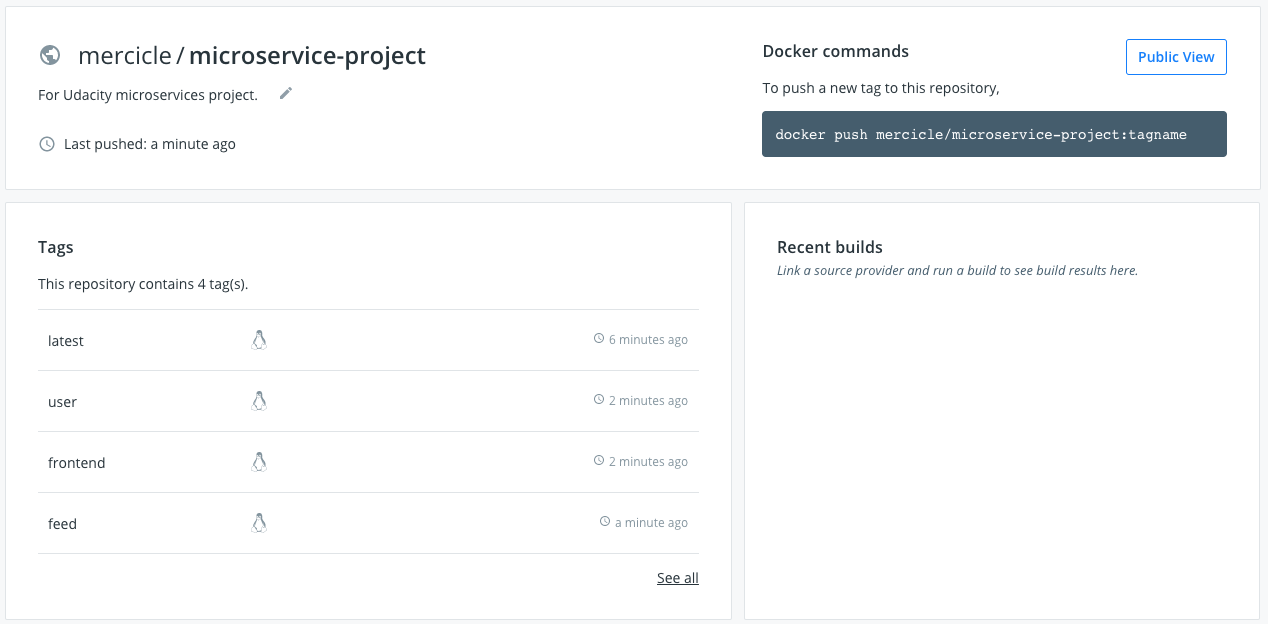 mercicle / microservice-project
For Udacity microservices project.
Last pushed: a minute ago
Docker commands
Public View
To push a new tag to this repository,
docker push mercicle/microservice-project:tagname
Tags
This repository contains 4 tag(s).
latest 6 minutes ago
user 2 minutes ago
frontend 2 minutes ago
feed a minute ago
See all
Recent builds
Link a source provider and run a build to see build results here.